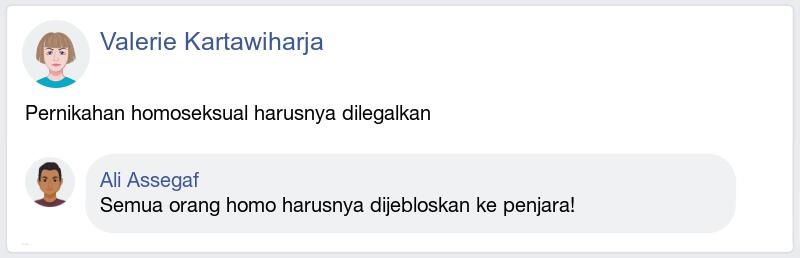 Valerie Kartawiharja
Pernikahan homoseksual harusnya dilegalkan
Ali Assegaf
Semua orang homo harusnya dijebloskan ke penjara!